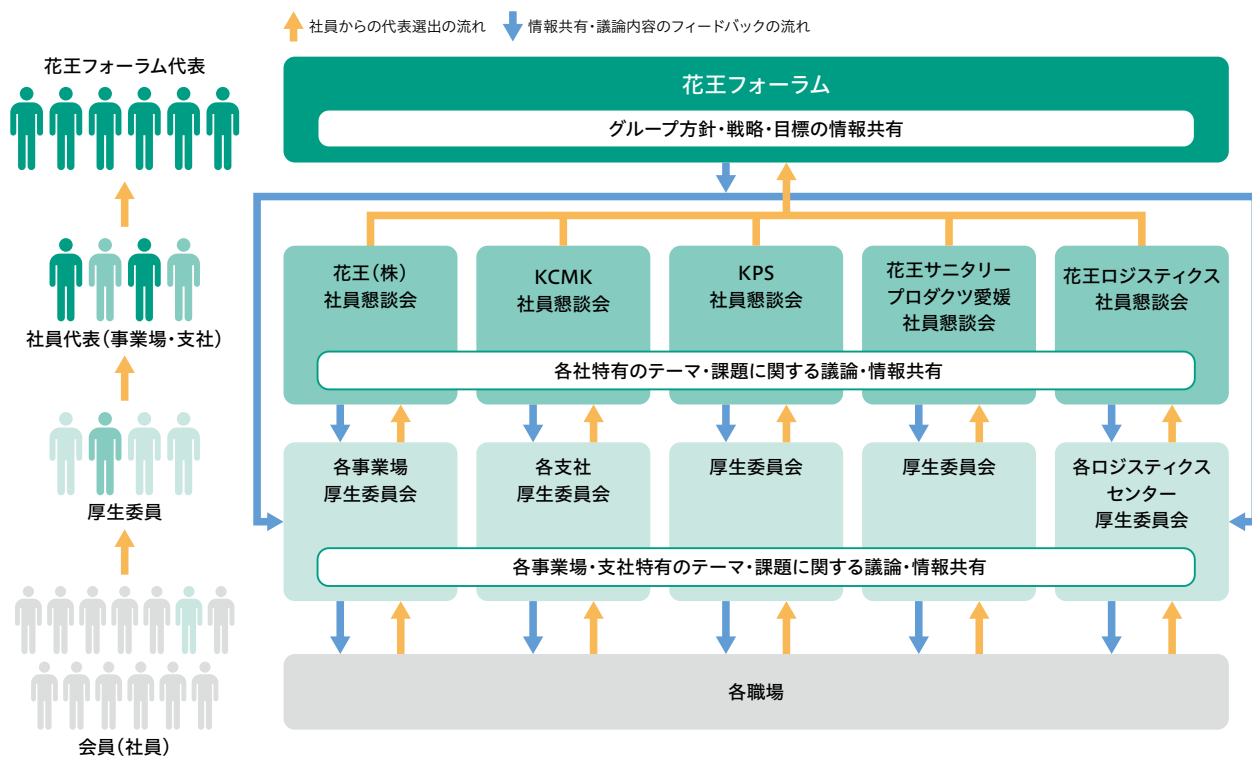 社員からの代表選出の流れ
情報共有・議論内容のフィードバックの流れ
花王フォーラム代表
社員代表(事業場・支社)
厚生委員
会員(社員)
花王フォーラム
グループ方針・戦略・目標の情報共有
花王(株)
社員懇談会
KCMK
社員懇談会
KPS
社員懇談会
花王サニタリー
プロダクツ愛媛
社員懇談会
花王ロジスティクス
社員懇談会
各社特有のテーマ・課題に関する議論・情報共有
各事業場
厚生委員会
各支社
厚生委員会
厚生委員会
厚生委員会
各ロジスティクス
センター
厚生委員会
各事業場・支社特有のテーマ・課題に関する議論・情報共有
各職場